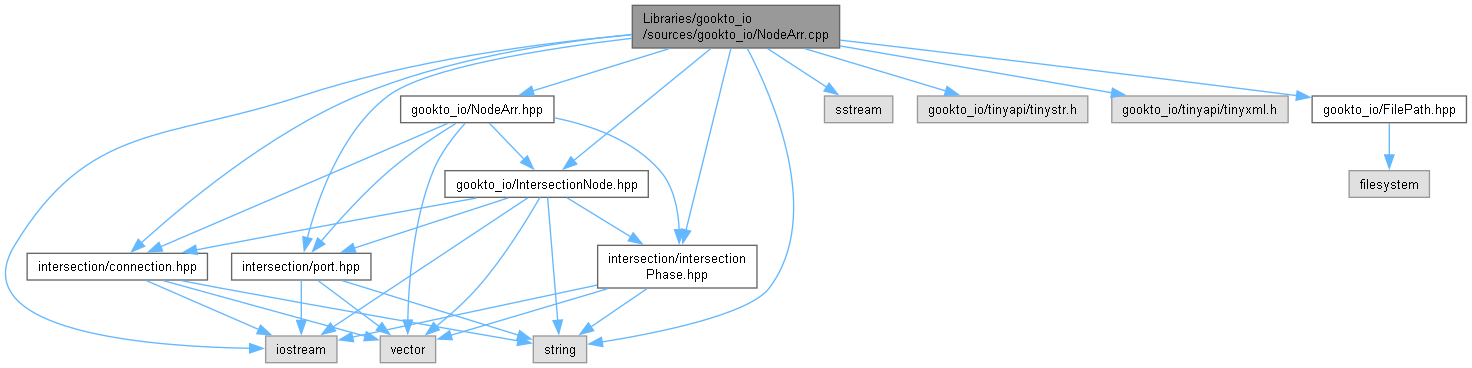 Libraries/gookto_io
/sources/gookto_io/NodeArr.cpp
gookto_io/NodeArr.hpp
sstream
gookto_io/tinyapi/tinystr.h
gookto_io/tinyapi/tinyxml.h
gookto_io/FilePath.hpp
gookto_io/IntersectionNode.hpp
filesystem
intersection/connection.hpp
intersection/port.hpp
intersection/intersection
Phase.hpp
iostream
vector
string